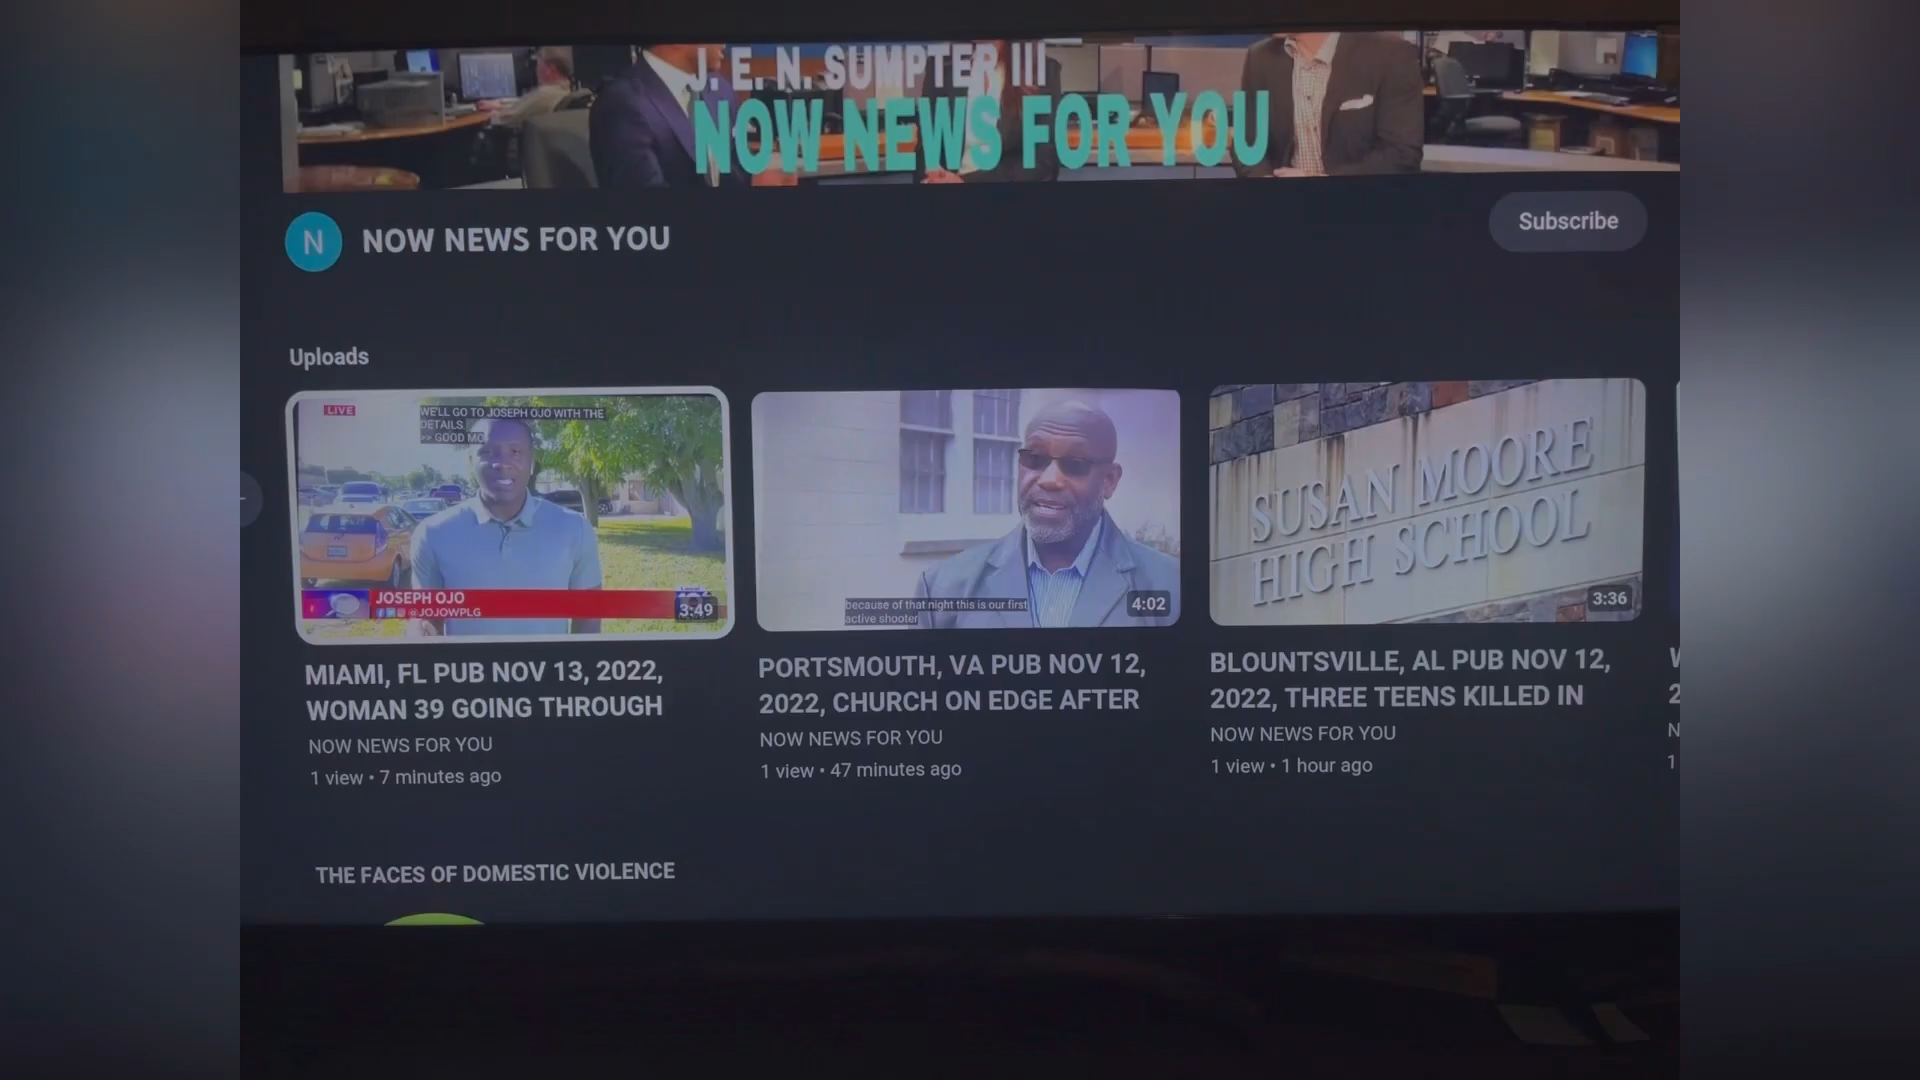 J. E. N. SUMPTER III
NOW NEWS FOR YOU
N
NOW NEWS FOR YOU
Subscribe
Uploads
LIVE
WE'LL GO TO JOSEPH OJO WITH THE
DETAILS.
>> GOOD MO
JOSEPH OJO
@JOJOWPLG
3:49
because of that night this is our first
active shooter
4:02
SUSAN MOORE
HIGH SCHOOL
3:36
MIAMI, FL PUB NOV 13, 2022,
WOMAN 39 GOING THROUGH
NOW NEWS FOR YOU
1 view • 7 minutes ago
PORTSMOUTH, VA PUB NOV 12,
2022, CHURCH ON EDGE AFTER
NOW NEWS FOR YOU
1 view • 47 minutes ago
BLOUNTSVILLE, AL PUB NOV 12,
2022, THREE TEENS KILLED IN
NOW NEWS FOR YOU
1 view • 1 hour ago
THE FACES OF DOMESTIC VIOLENCE